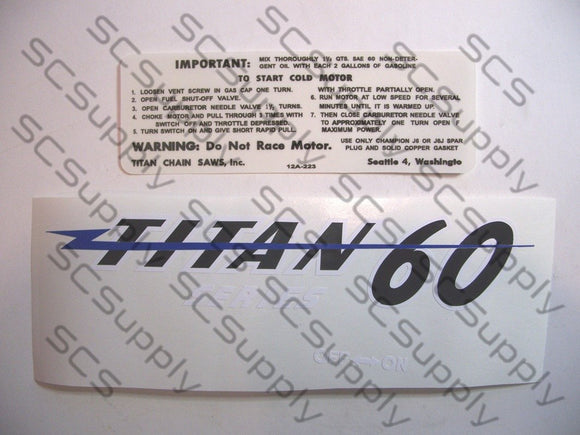 IMPORTANT: MIX THOROUGHLY 1½ QTS. SAE 60 NON-DETER-
GENT OIL WITH EACH 2 GALLONS OF GASOLINE
TO START COLD MOTOR
1. LOOSEN VENT SCREW IN GAS CAP ONE TURN.
2. OPEN FUEL SHUT-OFF VALVE.
3. OPEN CARBURETOR NEEDLE VALVE 1½ TURNS.
4. CHOKE MOTOR AND PULL THROUGH 3 TIMES WITH
SWITCH OFF AND THROTTLE DEPRESSED.
5. TURN SWITCH ON AND GIVE SHORT RAPID PULL.
WITH THROTTLE PARTIALLY OPEN.
6. RUN MOTOR AT LOW SPEED FOR SEVERAL
MINUTES UNTIL IT IS WARMED UP.
7. THEN CLOSE CARBURETOR NEEDLE VALVE
TO APPROXIMATELY ONE TURN OPEN F
MAXIMUM POWER.
WARNING: Do Not Race Motor.
USE ONLY CHAMPION J6 OR J6J SPAR
PLUG AND SOLID COPPER GASKET
TITAN CHAIN SAWS, Inc.
12A-223
Seattle 4, Washingto
TITAN 60
SERIES
OFF ON
SCSupply